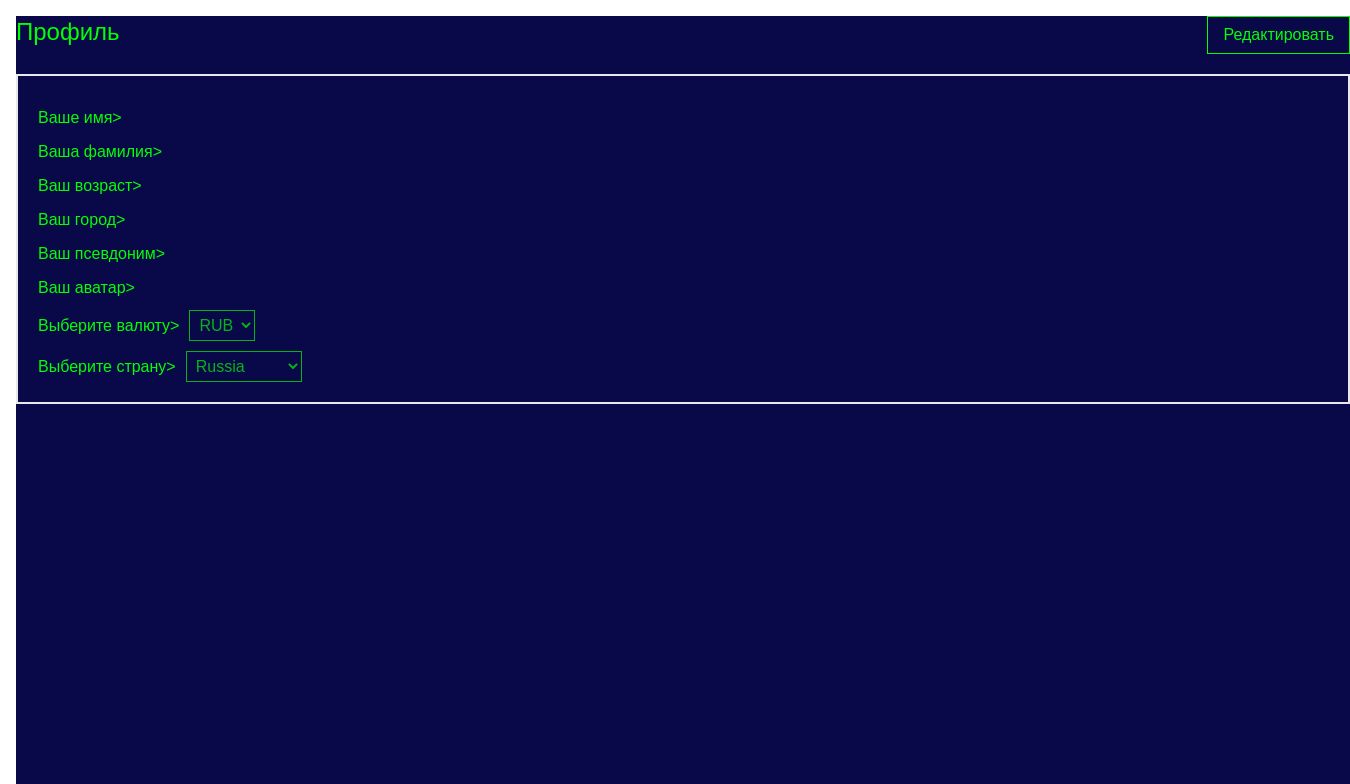 Профиль
Редактировать
Ваше имя>
Ваша фамилия>
Ваш возраст>
Ваш город>
Ваш псевдоним>
Ваш аватар>
Выберите валюту> RUB
Выберите страну> Russia